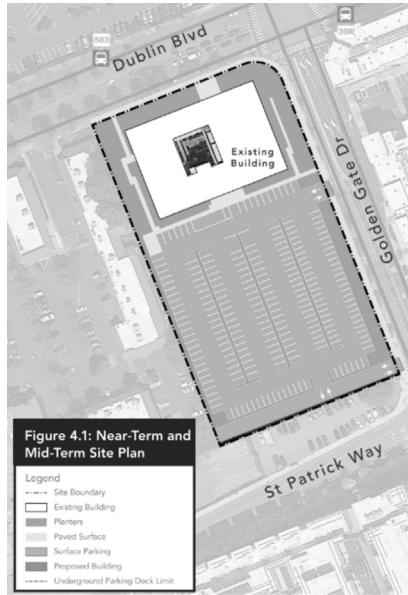 Dublin Blvd
503
30R
Existing
Building
Golden Gate Dr
St Patrick Way
Figure 4.1: Near-Term and
Mid-Term Site Plan
Legend
Site Boundary
Existing Building
Planters
Paved Surface
Surface Parking
Proposed Building
Underground Parking Deck Limit